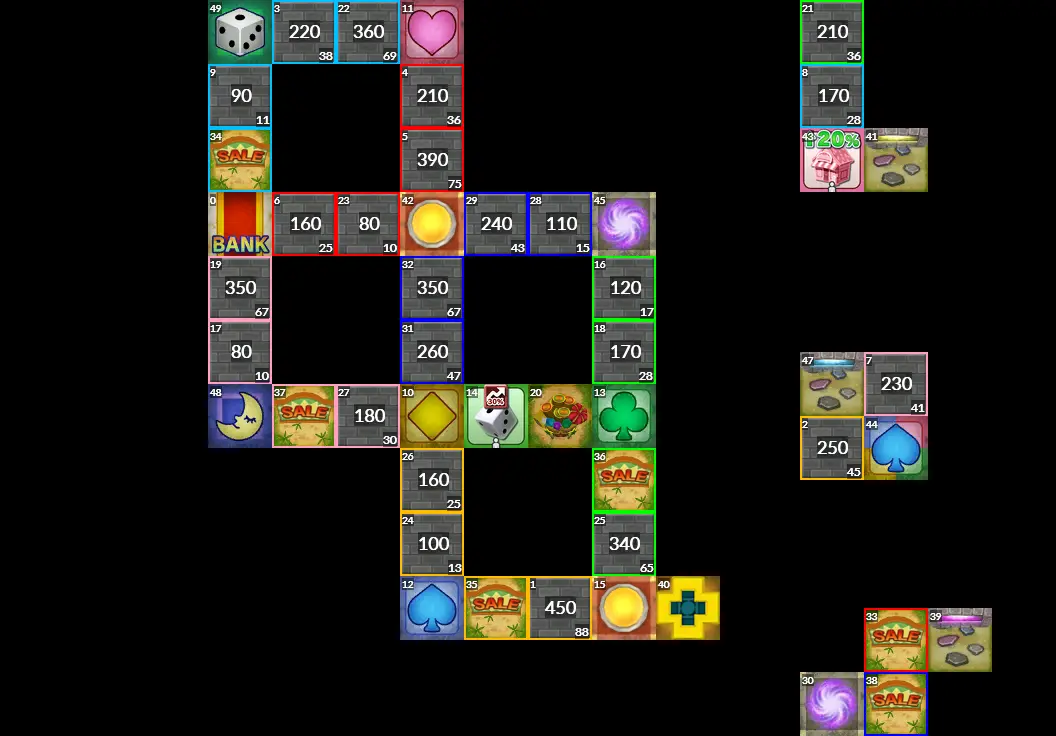 49 3 220 38 22 360 69 11 21 210 36
9 90 11 4 210 36 8 170 28
34 SALE 5 390 75 43 +20% 41
0 BANK 6 160 25 23 80 10 42 29 240 43 28 110 15 45
19 350 67 32 350 67 16 120 17
17 80 10 31 260 47 18 170 28
47 7 230 41
48 37 SALE 27 180 30 10 14 30% 20 13
2 250 45 44
26 160 25 36 SALE
24 100 13 25 340 65
12 35 SALE 1 450 88 15 40
33 SALE 39
30 38 SALE